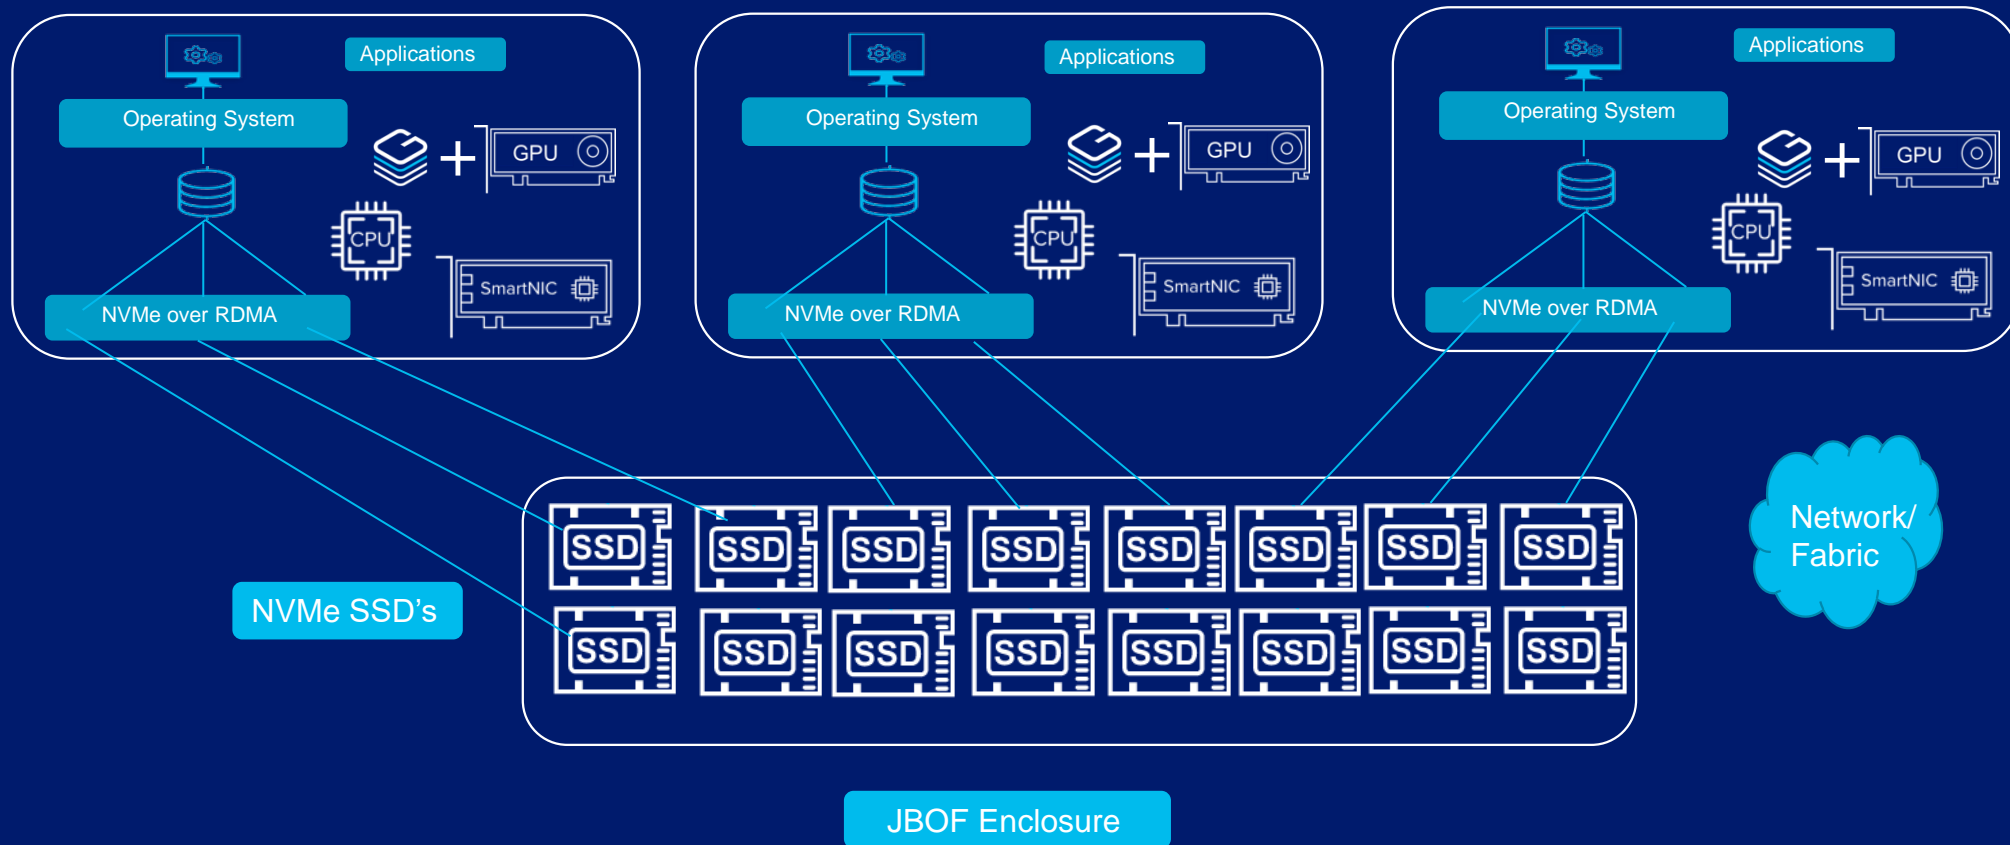 Applications
Operating System
GPU
CPU
SmartNIC
NVMe over RDMA
Applications
Operating System
GPU
CPU
SmartNIC
NVMe over RDMA
Applications
Operating System
GPU
CPU
SmartNIC
NVMe over RDMA
Network/
Fabric
SSD SSD SSD SSD SSD SSD SSD SSD
NVMe SSD's
SSD SSD SSD SSD SSD SSD SSD SSD
JBOF Enclosure